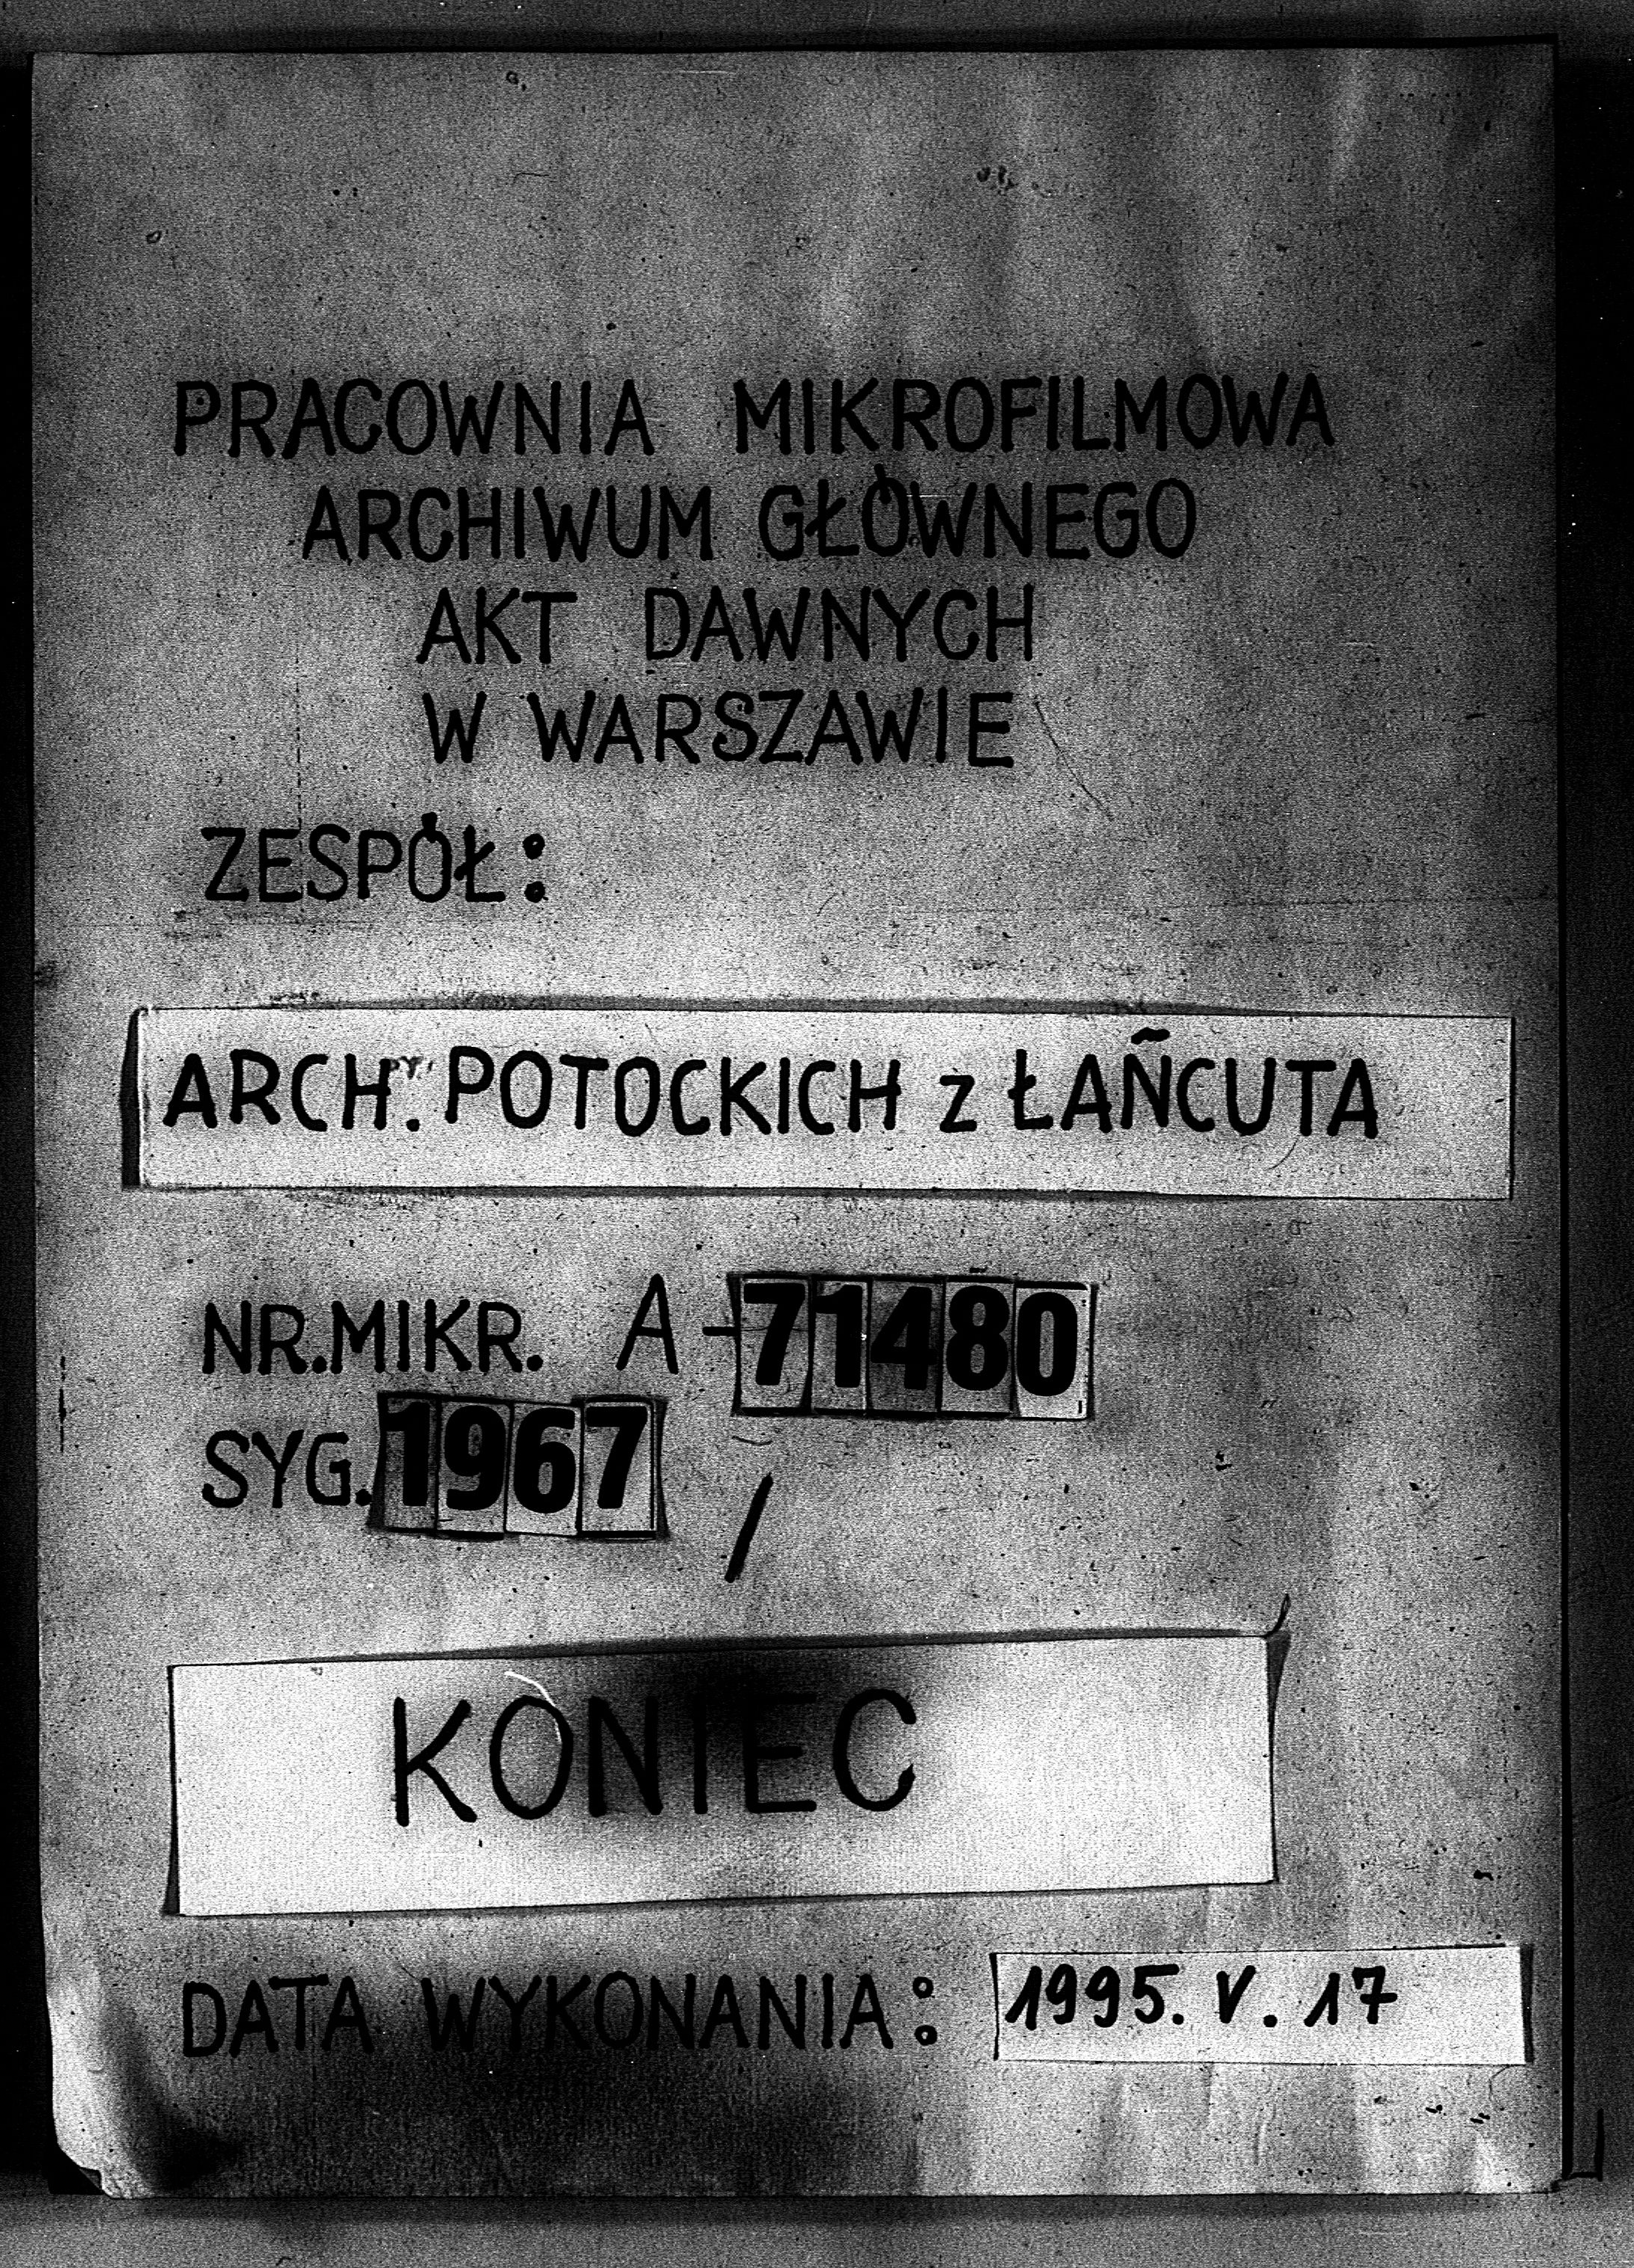 PRACOWNIA MIKROFILMOWA
ARCHIWUM GŁÓWNEGO
AKT DAWNYCH
W WARSZAWIE
ZESPÓŁ:
ARCH. POTOCKICH z ŁAŃCUTA
NR.MIKR. A-71480
SYG. 1967 /
KONIEC
DATA WYKONANIA: 1995. V. 17